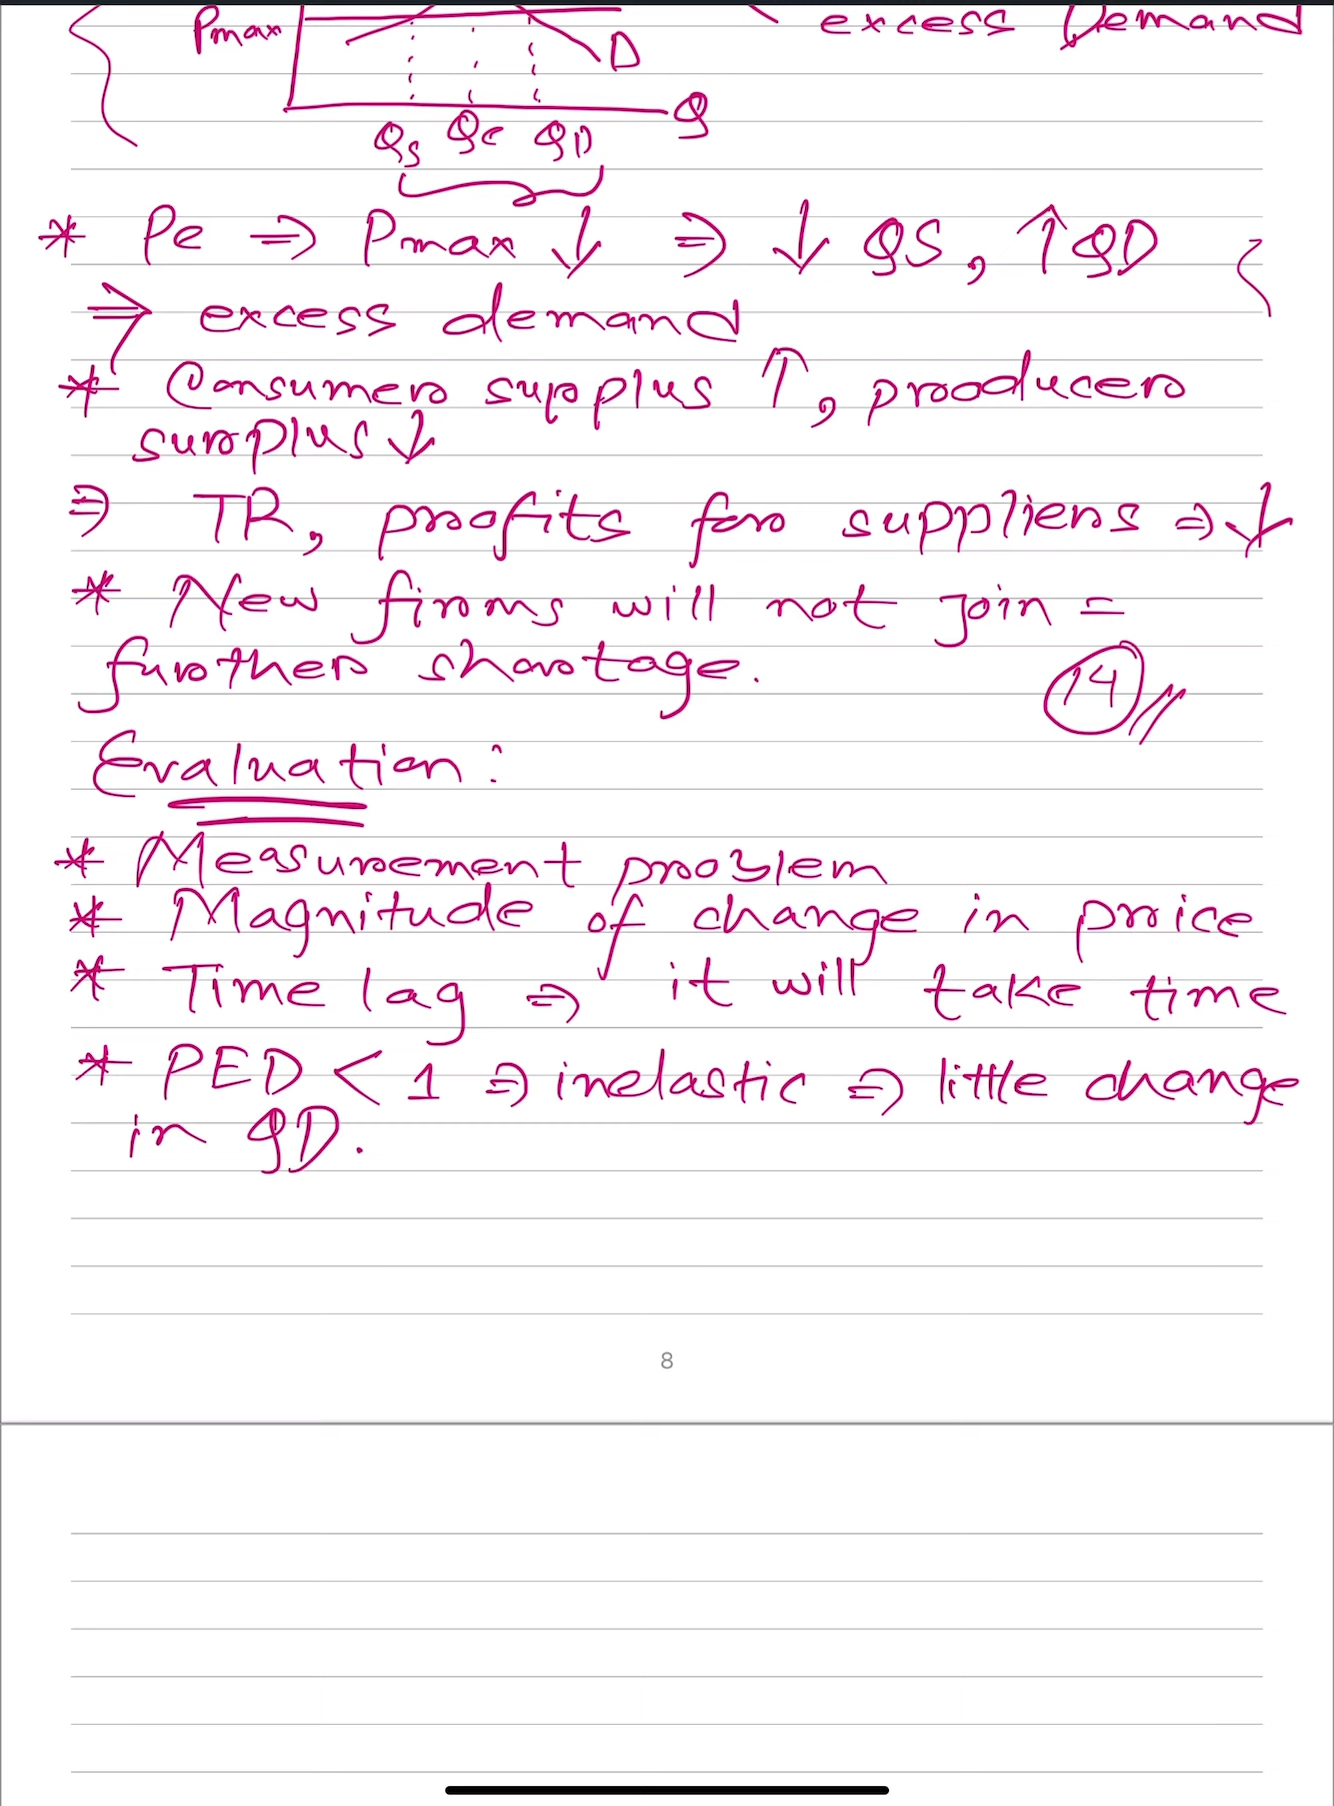 Pmax
excess Demand
D
Q
Qs Qe QD
* Pe ⇒ Pmax ↓ ⇒ ↓ QS, ↑QD
⇒ excess demand
* Consumer surplus ↑, producer
surplus ↓
⇒ TR, profits for suppliers ⇒ ↓
* New firms will not join =
further shortage.
14
Evaluation:
* Measurement problem
* Magnitude of change in price
* Time lag ⇒ it will take time
* PED < 1 ⇒ inelastic ⇒ little change
in QD.
8